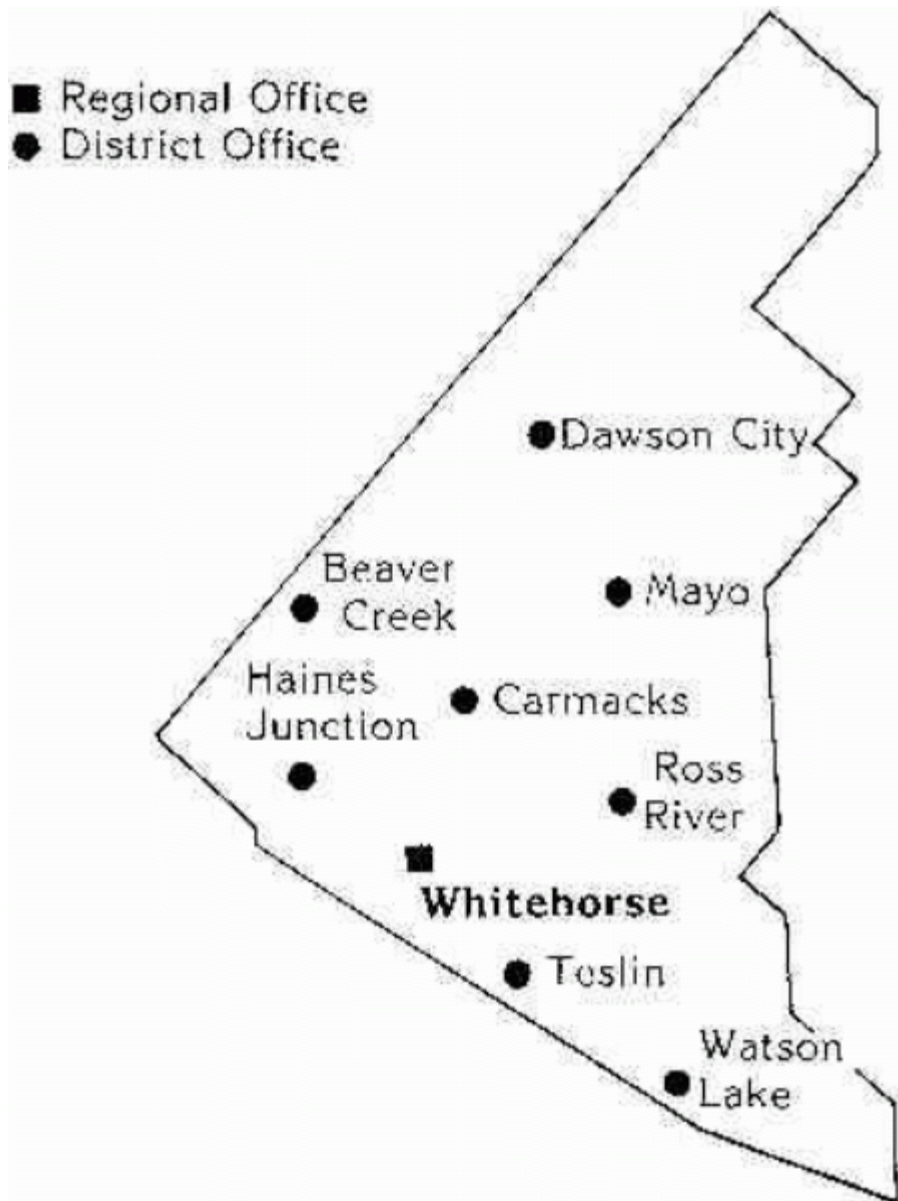 Regional Office
District Office
Dawson City
Beaver
Creek
Mayo
Haines
Junction
Carmacks
Ross
River
Whitehorse
Teslin
Watson
Lake